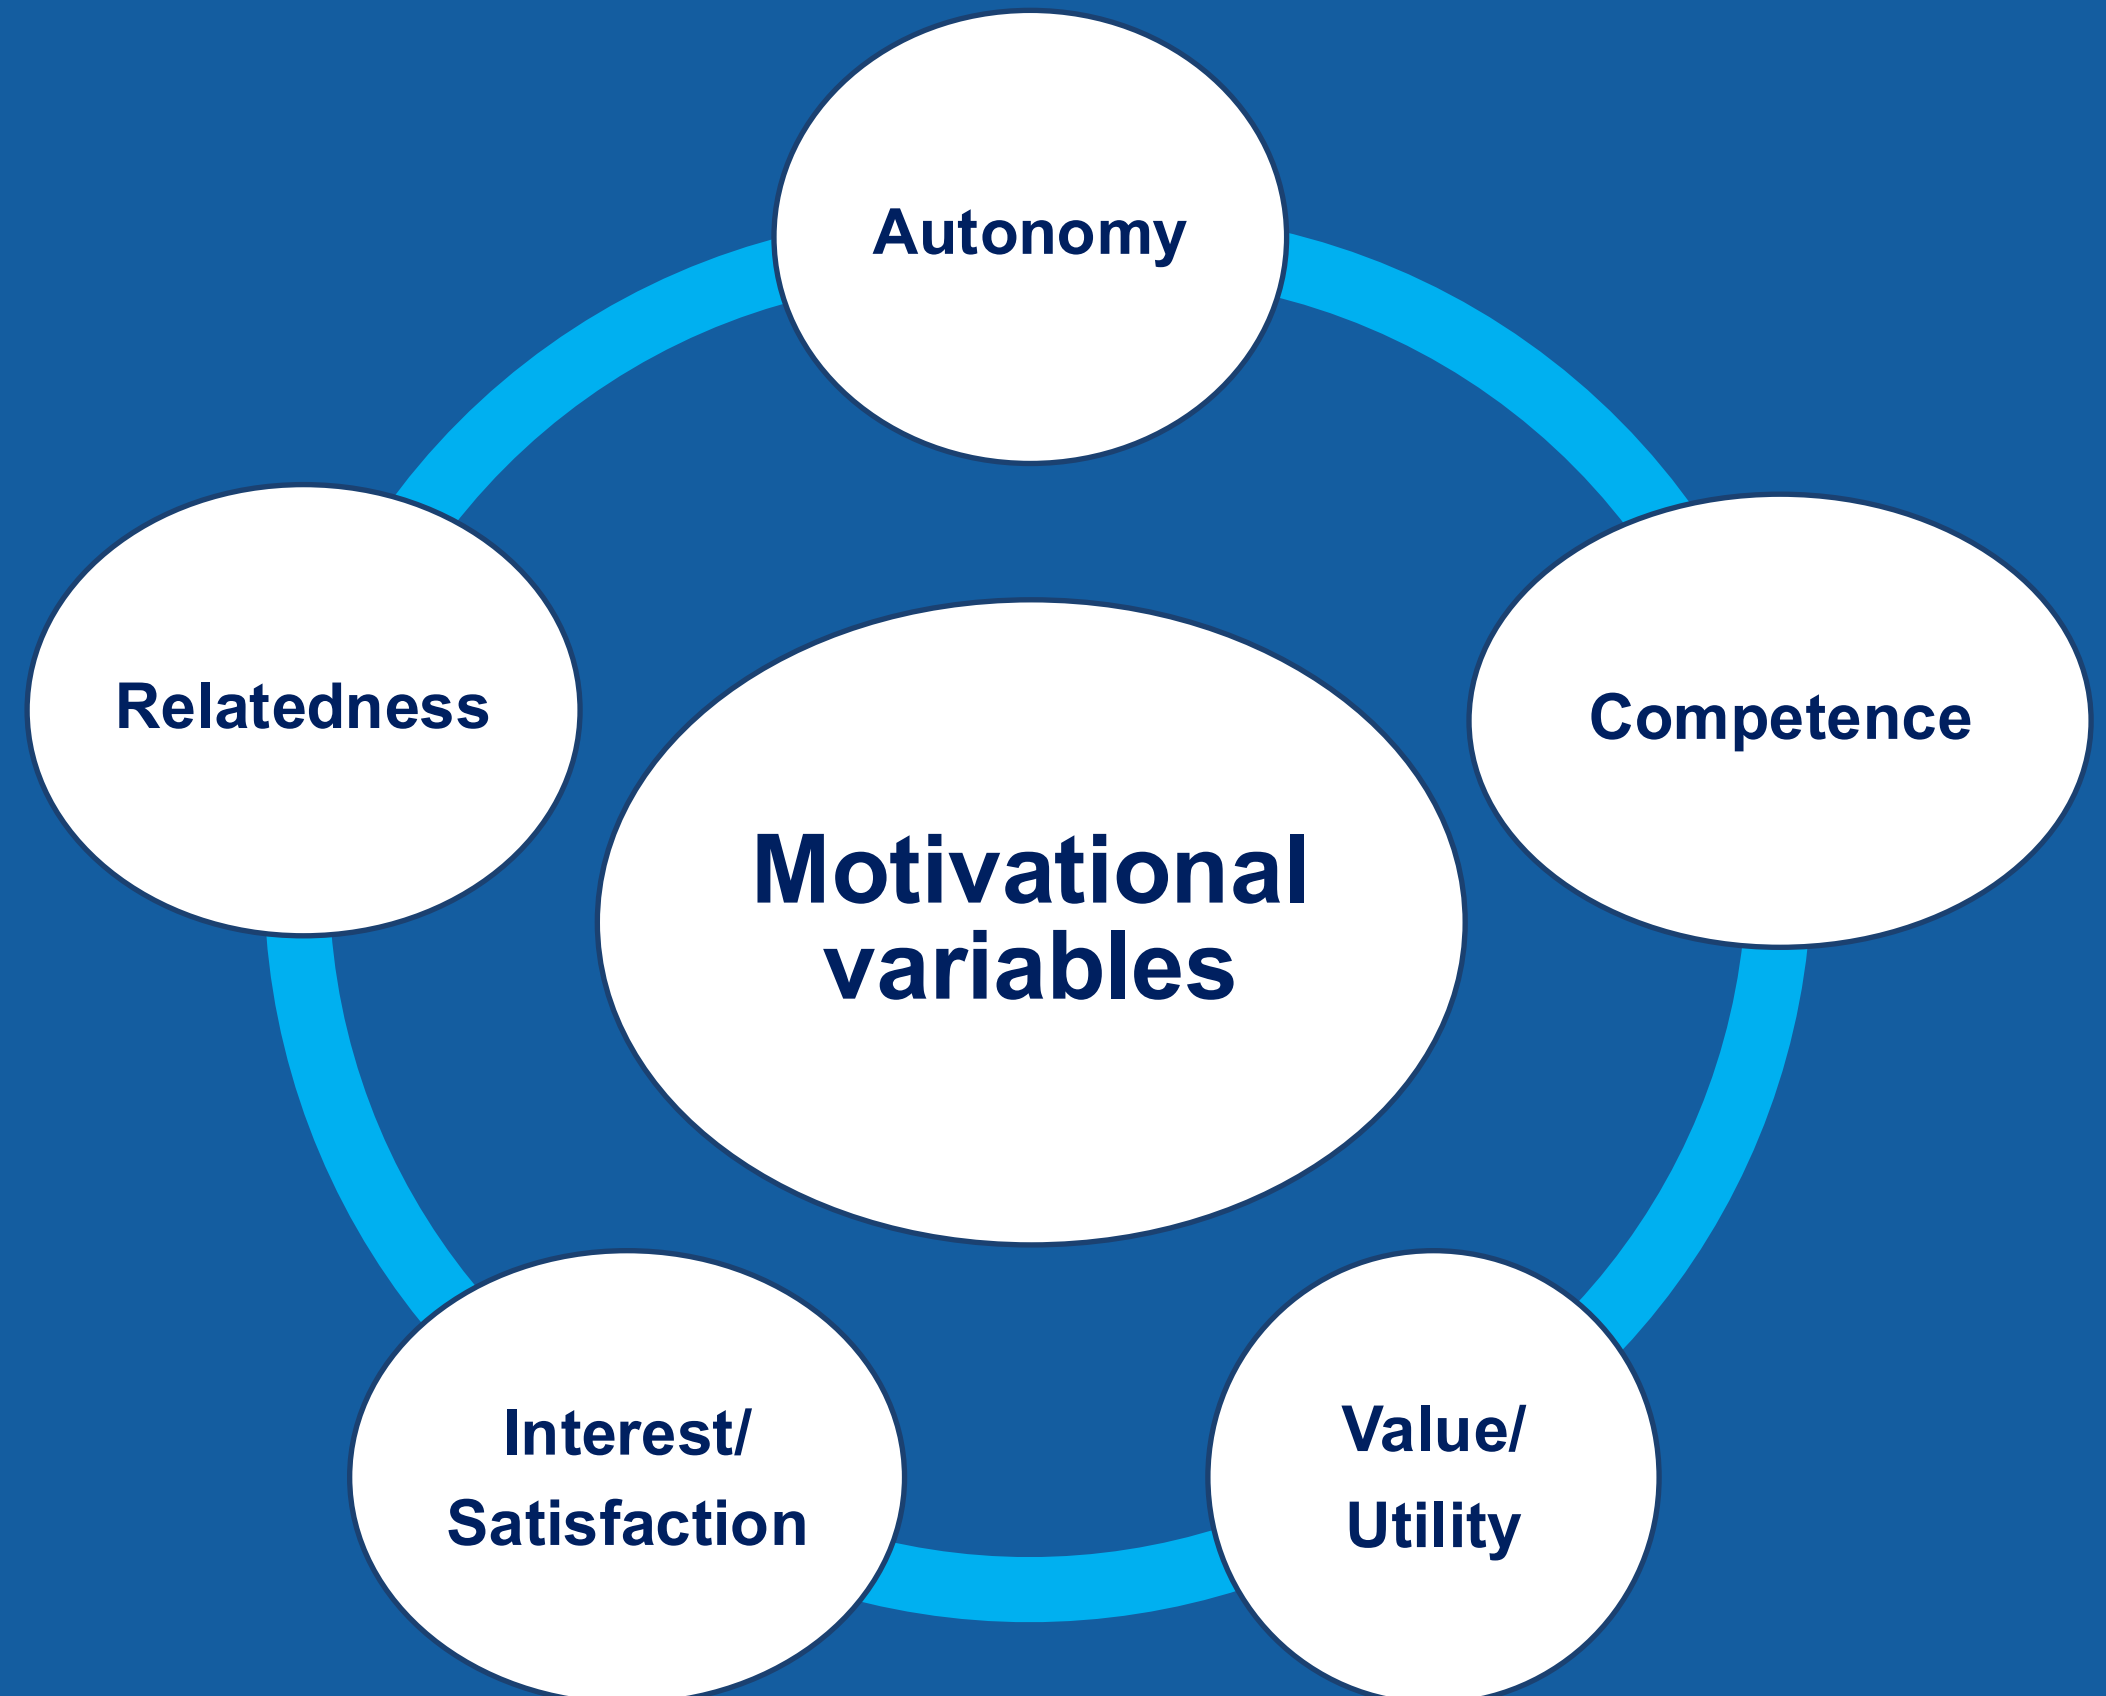 Autonomy
Relatedness
Competence
Motivational
variables
Interest/
Satisfaction
Value/
Utility